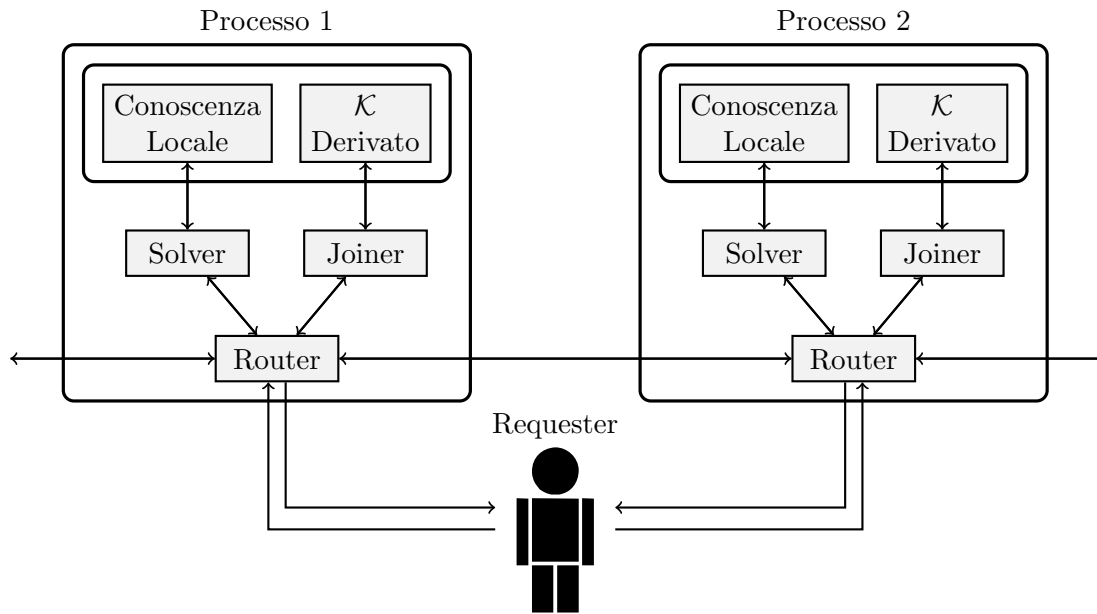 Processo 1
Conoscenza
Locale
𝒦
Derivato
Solver
Joiner
Router
Processo 2
Conoscenza
Locale
𝒦
Derivato
Solver
Joiner
Router
Requester